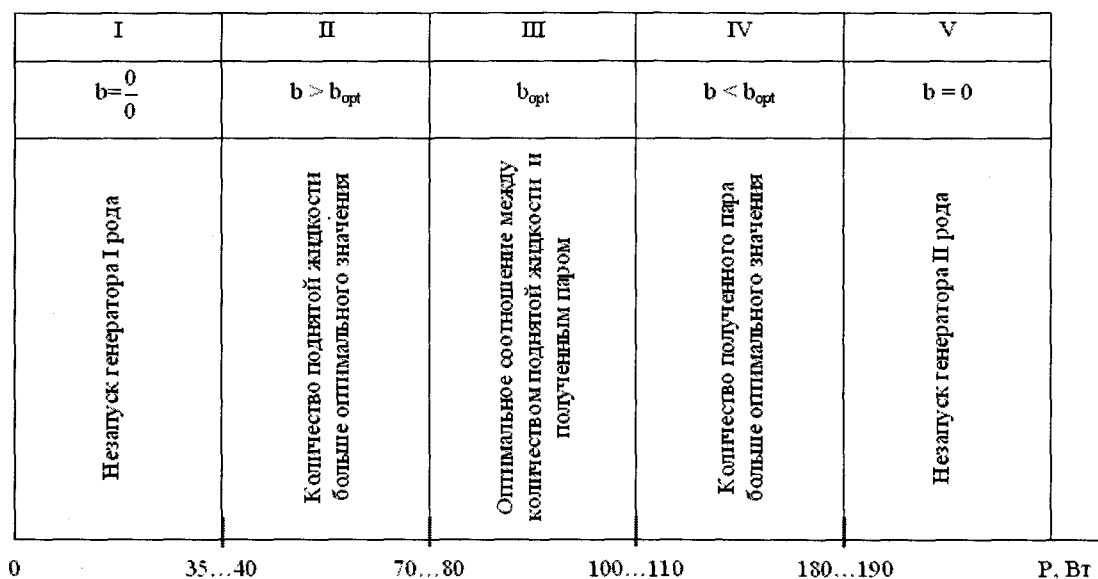 I II III IV V
b=0/0 b > b_opt b_opt b < b_opt b = 0
Незапуск генератора I рода
Количество поднятой жидкости
больше оптимального значения
Оптимальное соотношение между
количеством поднятой жидкости и
полученным паром
Количество полученного пара
больше оптимального значения
Незапуск генератора II рода
0 35...40 70...80 100...110 180...190 P, Вт